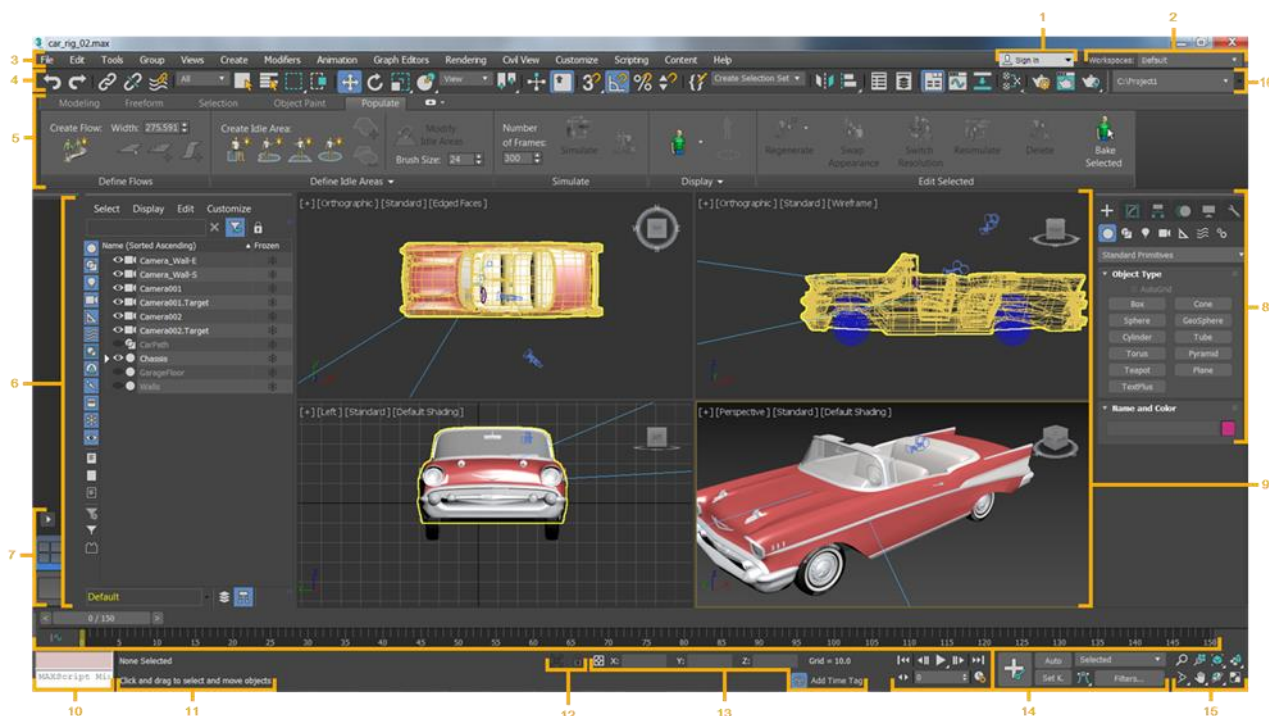 1
2
car_rig_02.max
3
File Edit Tools Group Views Create Modifiers Animation Graph Editors Rendering Civil View Customize Scripting Content Help
Sign In
Workspaces: Default
4
All
View
Create Selection Set
C:\Project1
16
Modeling Freeform Selection Object Paint Populate
5
Create Flow: Width: 275.591
Create Idle Area:
Modify
Idle Areas
Brush Size: 24
Number
of Frames:
300
Simulate
Regenerate
Swap
Appearance
Switch
Resolution
Resimulate
Delete
Bake
Selected
Define Flows
Define Idle Areas
Simulate
Display
Edit Selected
Select Display Edit Customize
Name (Sorted Ascending)
Frozen
Camera_Wall-E
Camera_Wall-S
Camera001
Camera001.Target
Camera002
Camera002.Target
CarPath
Chassis
GarageFloor
Walls
6
7
Default
[+] [Orthographic] [Standard] [Edged Faces]
[+] [Orthographic] [Standard] [Wireframe]
[+] [Left] [Standard] [Default Shading]
[+] [Perspective] [Standard] [Default Shading]
Standard Primitives
Object Type
AutoGrid
Box Cone
Sphere GeoSphere
Cylinder Tube
Torus Pyramid
Teapot Plane
TextPlus
Name and Color
8
9
0 / 150
5 10 15 20 25 30 35 40 45 50 55 60 65 70 75 80 85 90 95 100 105 110 115 120 125 130 135 140 145 150
None Selected
X: Y: Z: Grid = 10.0
Auto Selected
MAXScript Mi
Click and drag to select and move objects
Add Time Tag
0
Set K. Filters...
10
11
12
13
14
15